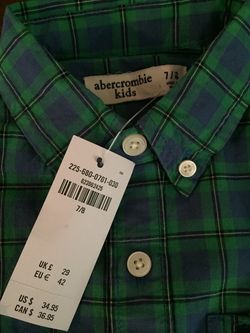 abercrombie
kids
7/8
225-680-0701-030
7/8
UK £ 29
EU € 42
US $ 34.95
CAN $ 36.95